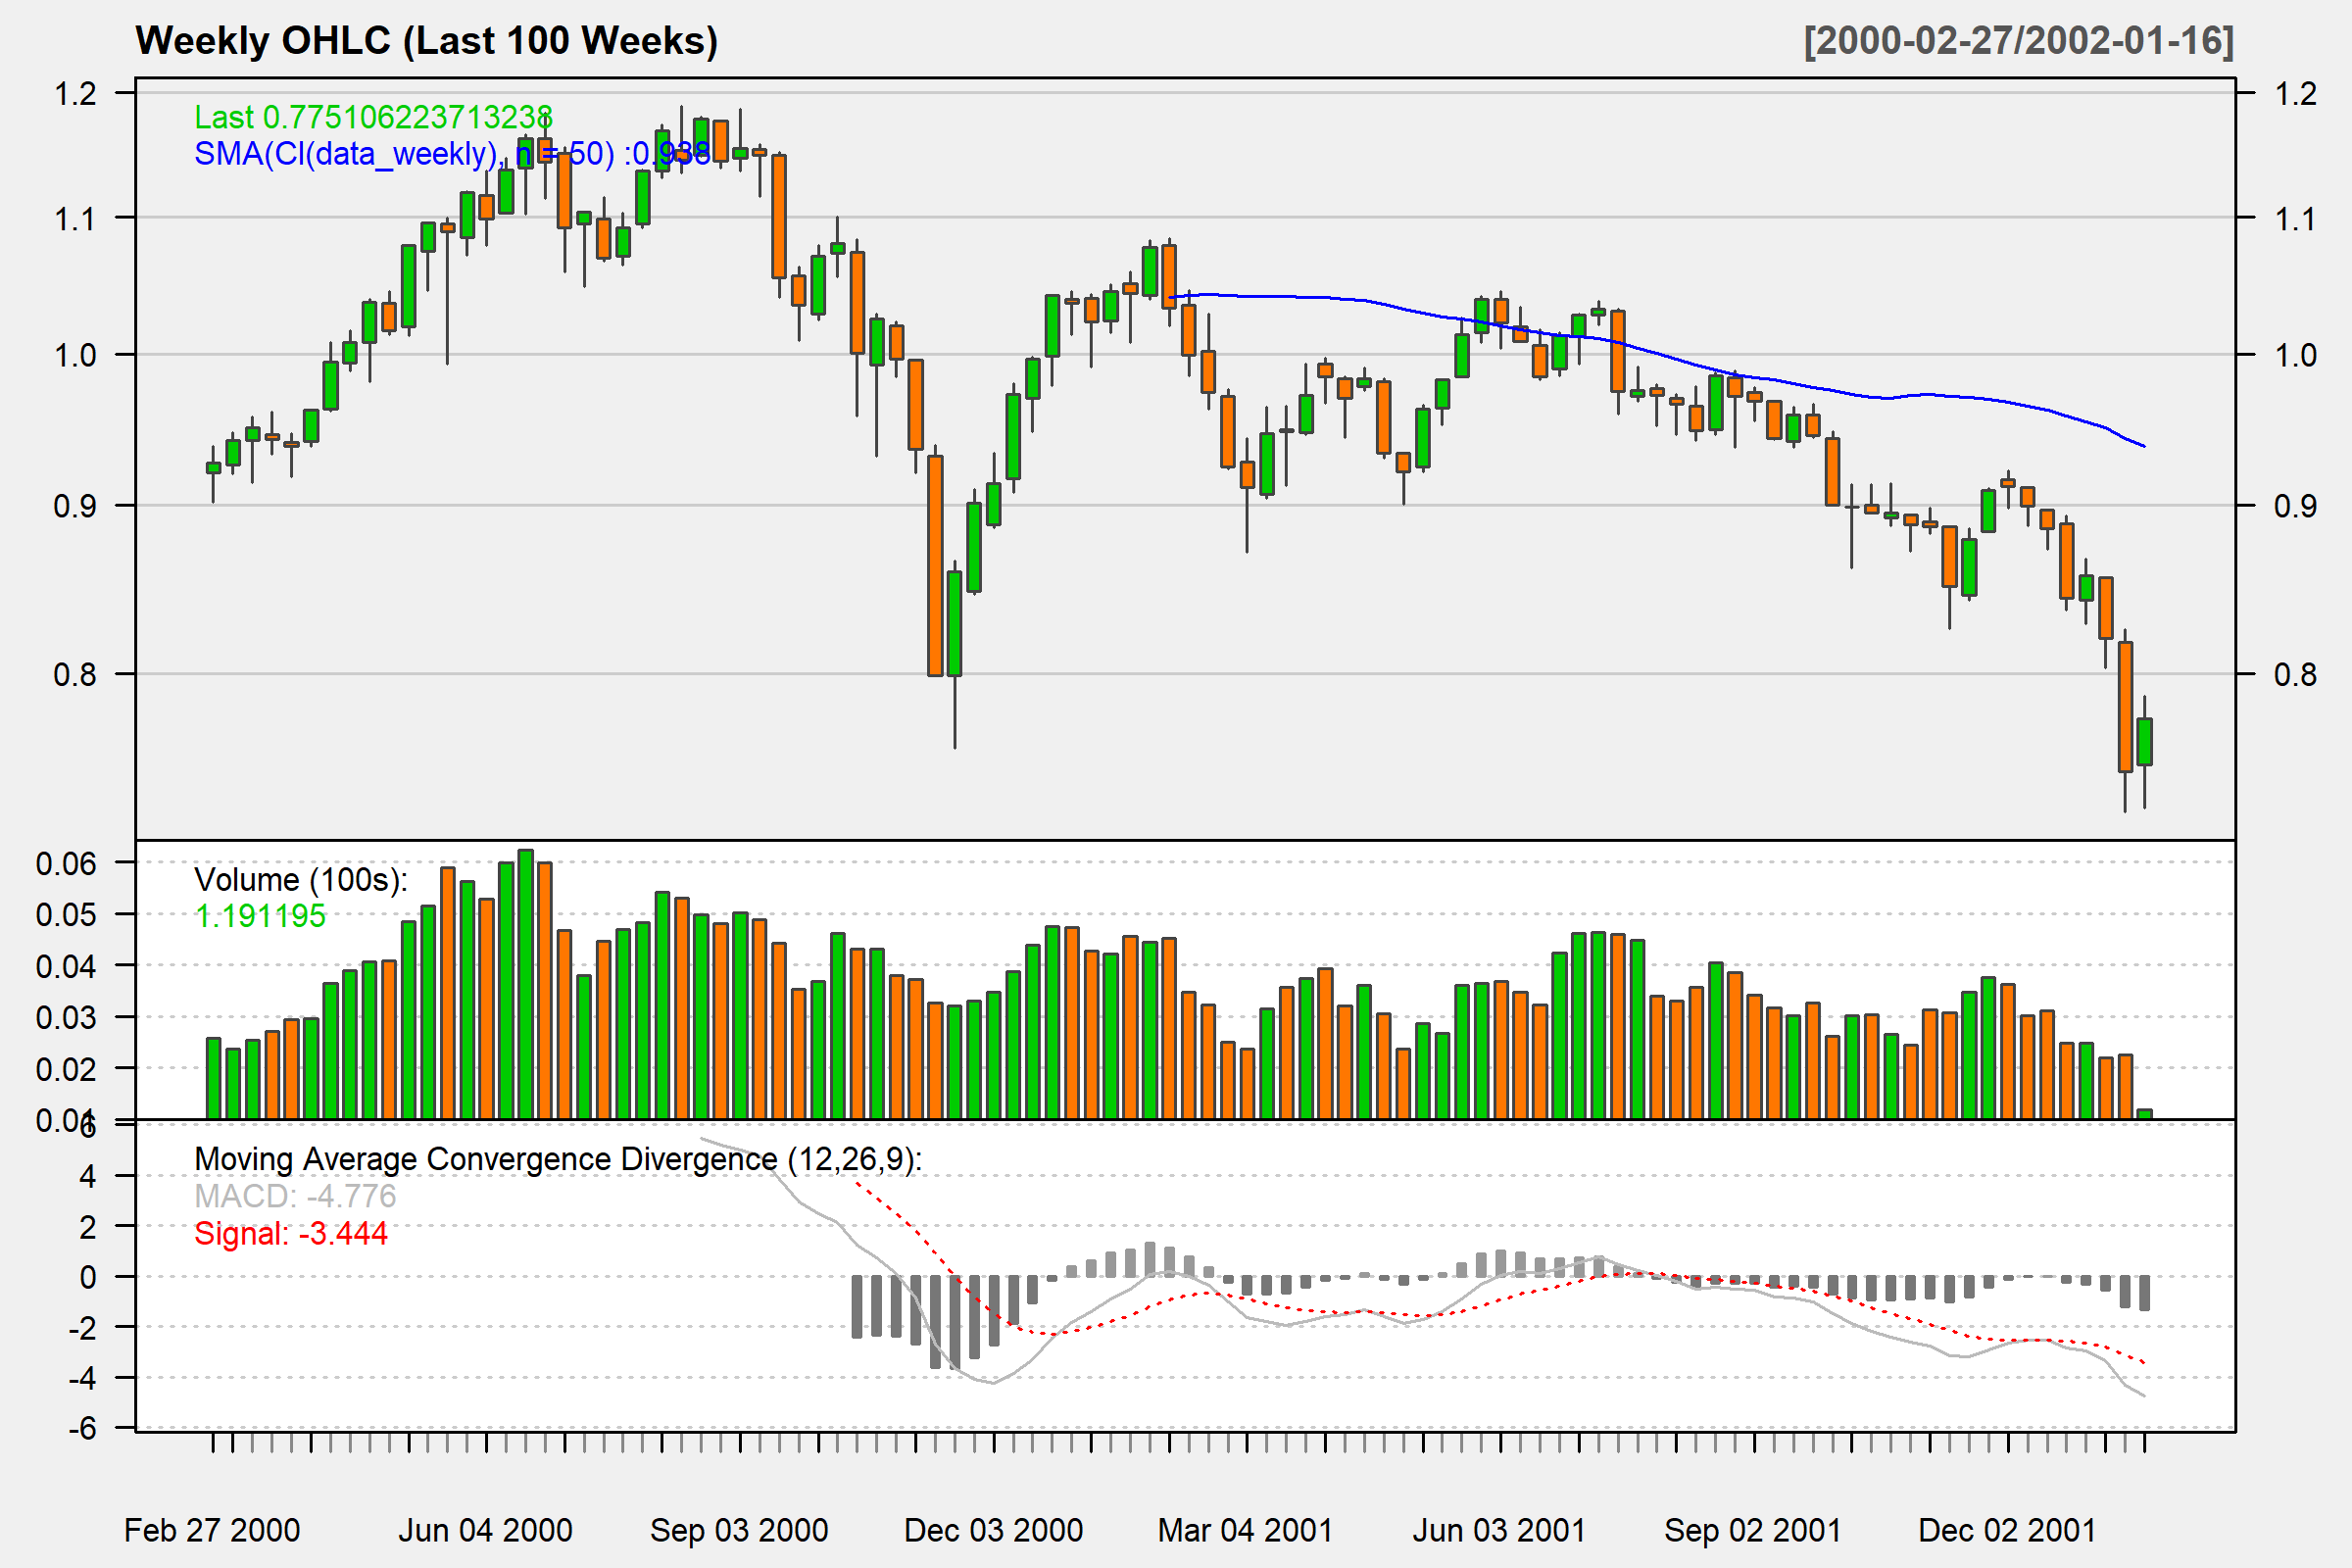 Weekly OHLC (Last 100 Weeks)
[2000-02-27/2002-01-16]
Last 0.775106223713238
SMA(Cl(data_weekly), n = 50) :0.938
1.2
1.1
1.0
0.9
0.8
1.2
1.1
1.0
0.9
0.8
Volume (100s):
1.191195
0.06
0.05
0.04
0.03
0.02
0.01
Moving Average Convergence Divergence (12,26,9):
MACD: -4.776
Signal: -3.444
6
4
2
0
-2
-4
-6
Feb 27 2000
Jun 04 2000
Sep 03 2000
Dec 03 2000
Mar 04 2001
Jun 03 2001
Sep 02 2001
Dec 02 2001